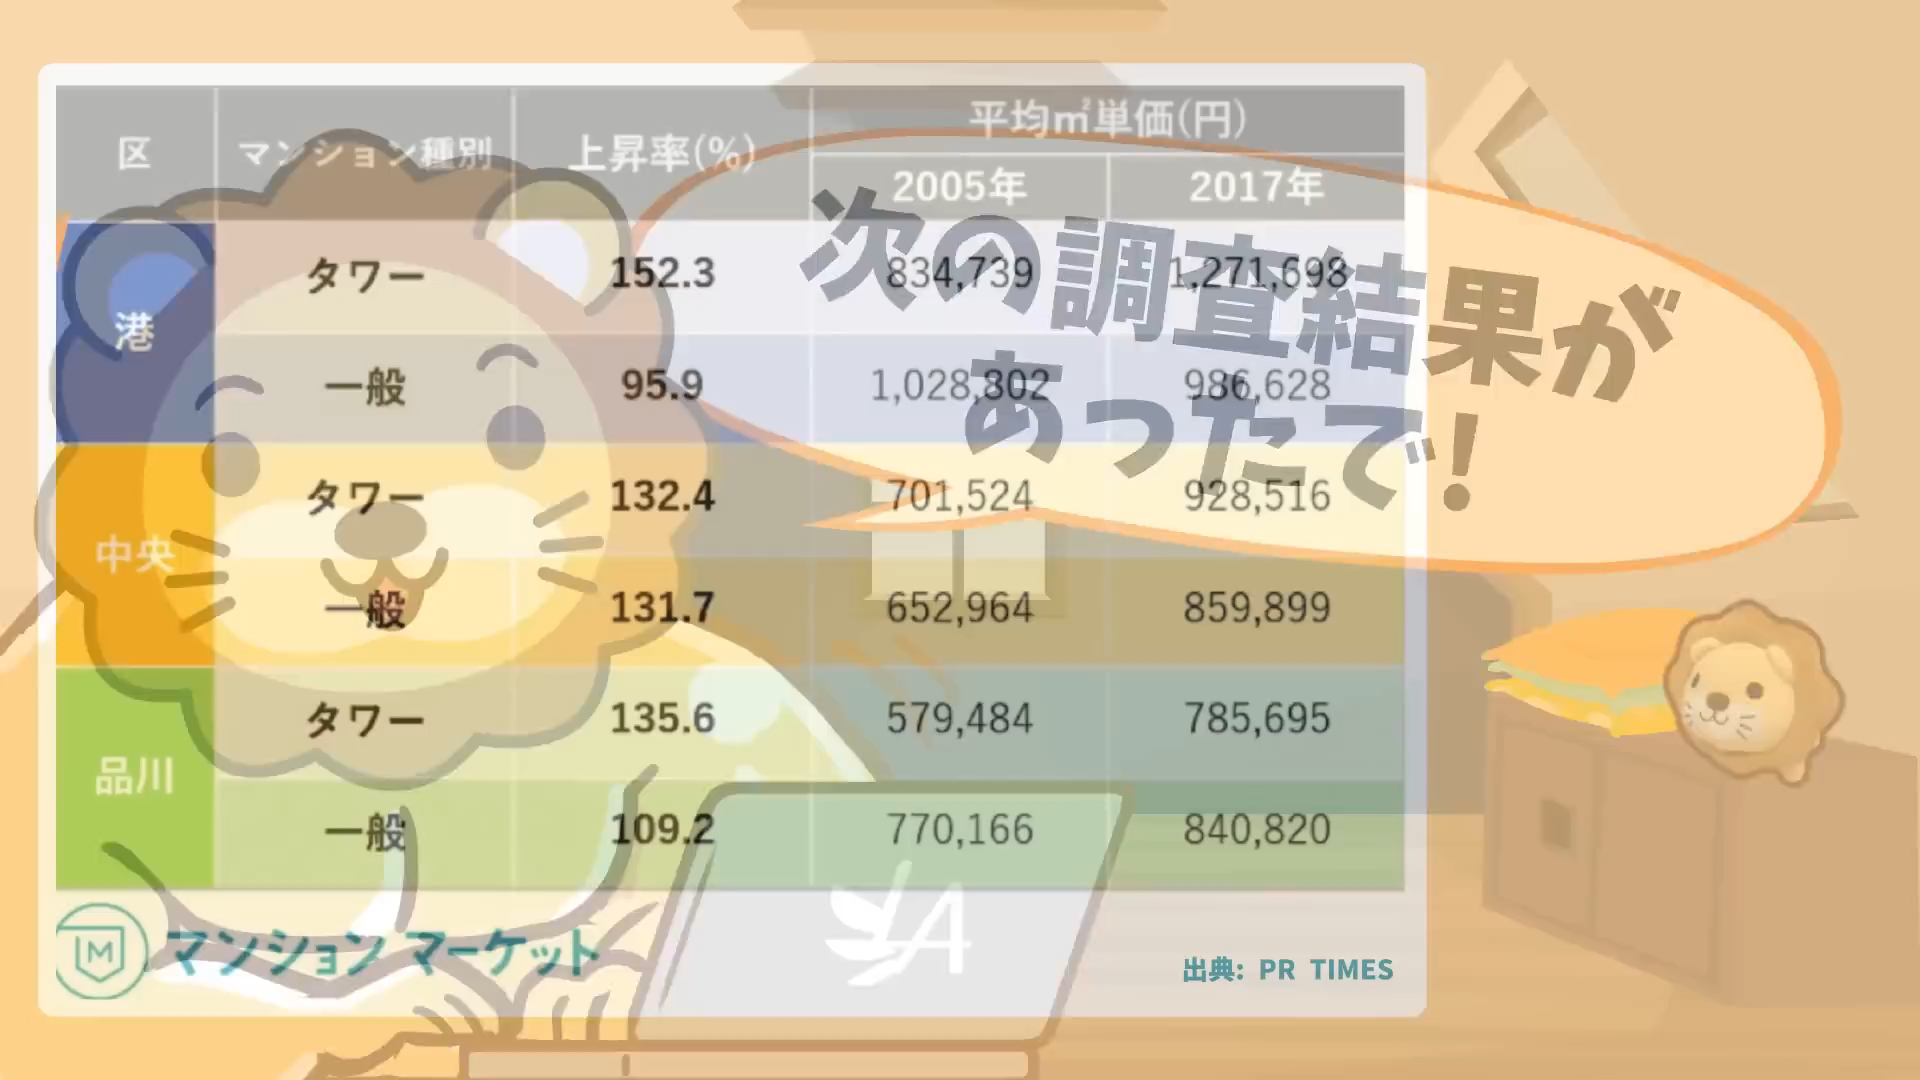 区 マンション種別 上昇率(%) 平均㎡単価(円)
2005年 2017年
港 タワー 152.3 834,739 1,271,698
一般 95.9 1,028,802 986,628
中央 タワー 132.4 701,524 928,516
一般 131.7 652,964 859,899
品川 タワー 135.6 579,484 785,695
一般 109.2 770,166 840,820
次の調査結果が
あったで!
M マンション マーケット
出典: PR TIMES